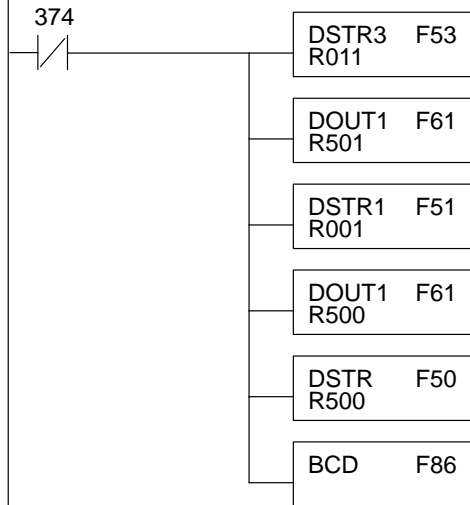 374
DSTR3 F53
R011
DOUT1 F61
R501
DSTR1 F51
R001
DOUT1 F61
R500
DSTR F50
R500
BCD F86